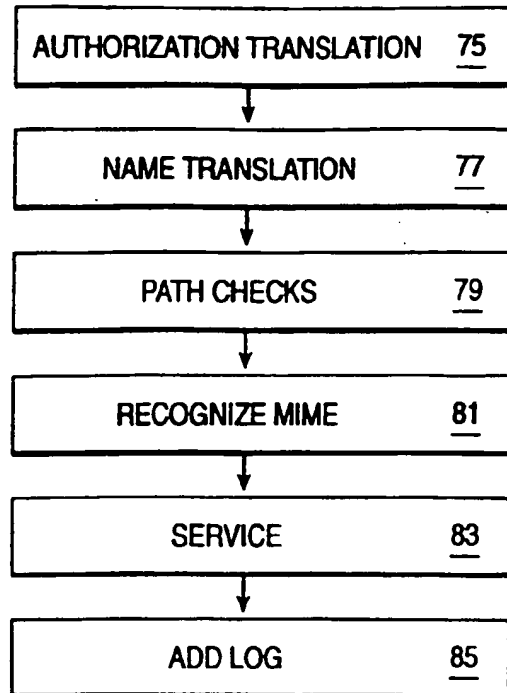 AUTHORIZATION TRANSLATION 75
NAME TRANSLATION 77
PATH CHECKS 79
RECOGNIZE MIME 81
SERVICE 83
ADD LOG 85